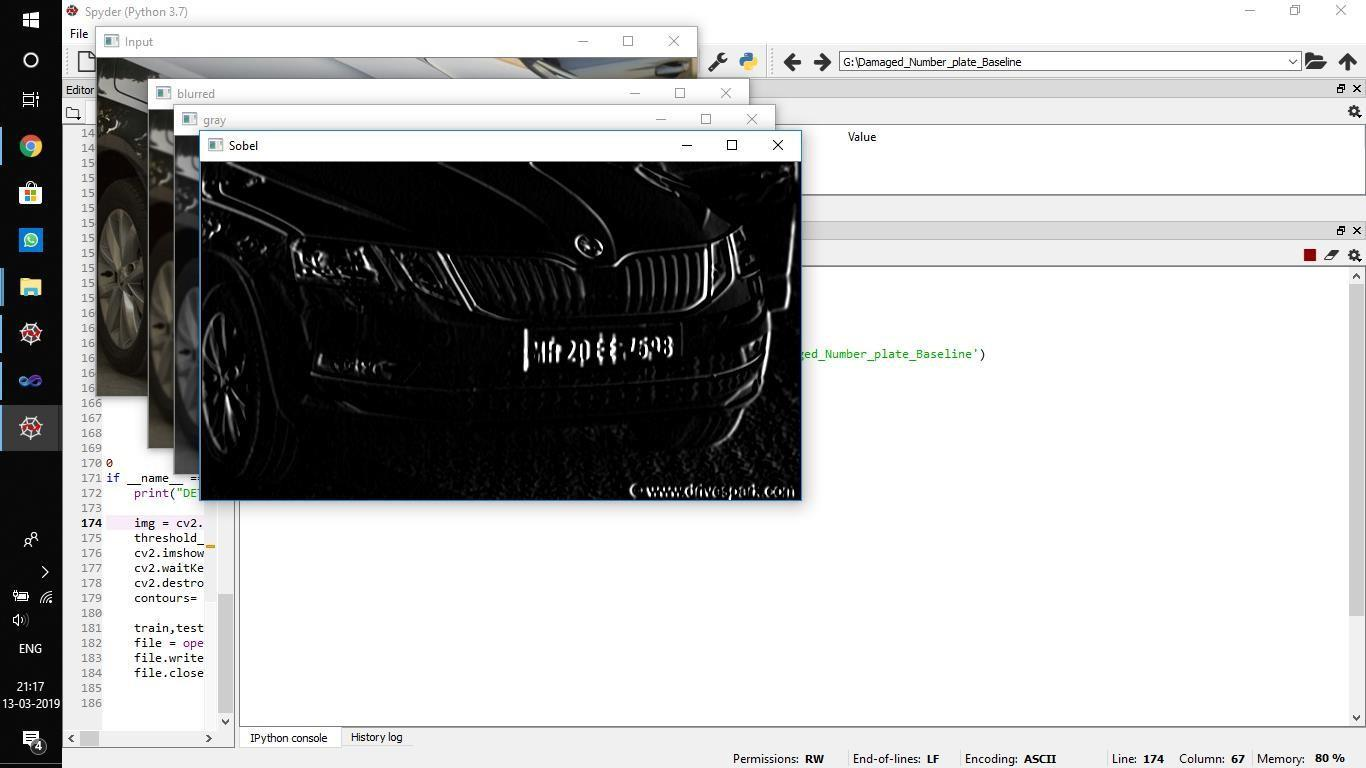 Spyder (Python 3.7)
File
Input
G:\Damaged_Number_plate_Baseline
Editor
blurred
gray
Value
Sobel
aged_Number_plate_Baseline')
© www.drivespark.com
166
167
168
169
170 0
171 if __name__ ==
172 print("DE
173
174 img = cv2.
175 threshold_
176 cv2.imshow
177 cv2.waitKe
178 cv2.destro
179 contours=
180
181 train,test
182 file = ope
183 file.write
184 file.close
185
186
ENG
21:17
13-03-2019
4
IPython console
History log
Permissions: RW
End-of-lines: LF
Encoding: ASCII
Line: 174
Column: 67
Memory: 80 %